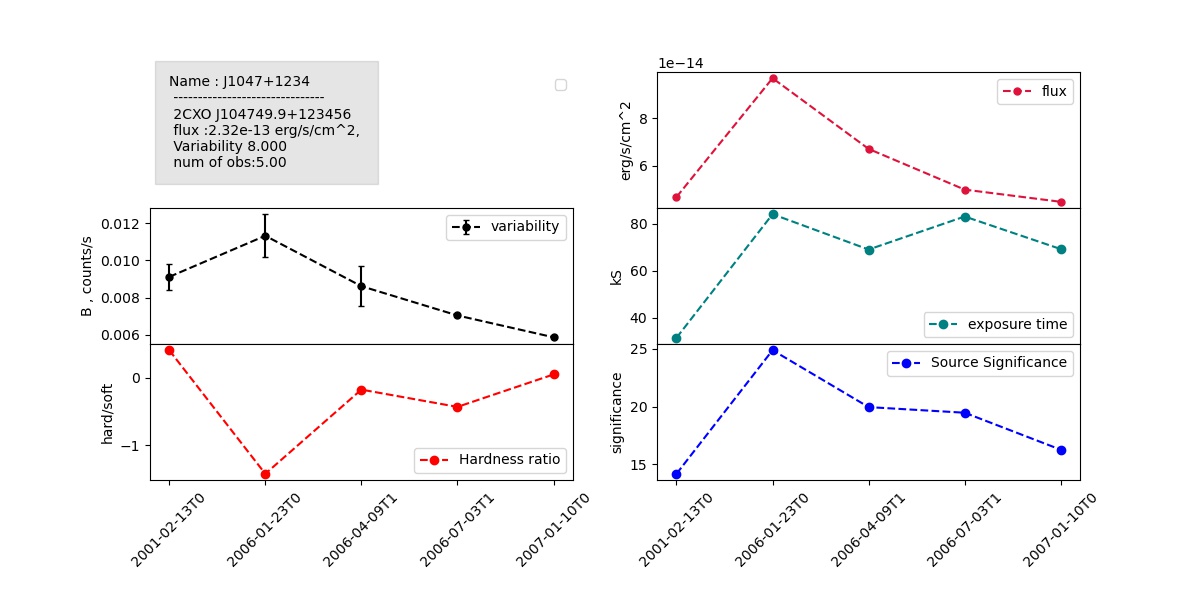 Name : J1047+1234
--------------------------------
2CXO J104749.9+123456
flux :2.32e-13 erg/s/cm^2,
Variability 8.000
num of obs:5.00
B , counts/s
0.012
0.010
0.008
0.006
variability
hard/soft
0
−1
Hardness ratio
2001-02-13T0
2006-01-23T0
2006-04-09T1
2006-07-03T1
2007-01-10T0
1e−14
erg/s/cm^2
8
6
flux
kS
80
60
40
exposure time
significance
25
20
15
Source Significance
2001-02-13T0
2006-01-23T0
2006-04-09T1
2006-07-03T1
2007-01-10T0